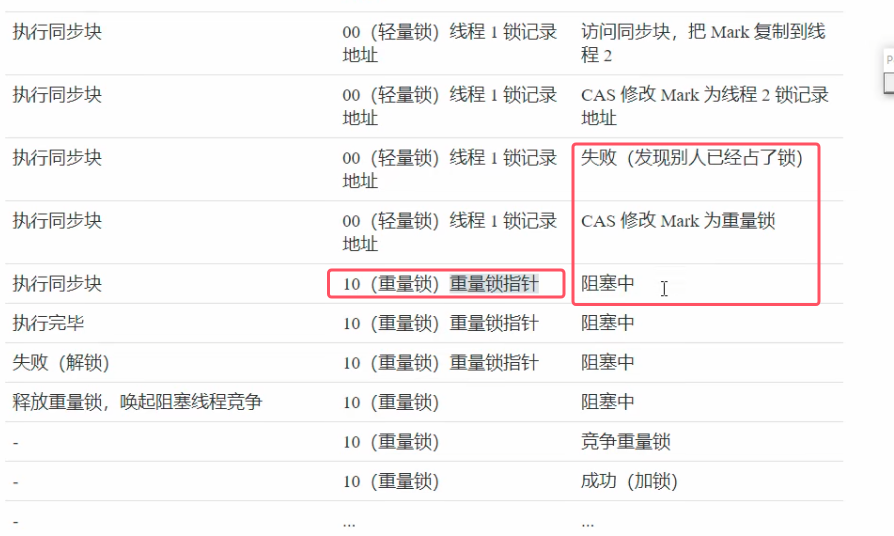 执行同步块
00（轻量锁）线程 1 锁记录
地址
访问同步块，把 Mark 复制到线
程 2
执行同步块
00（轻量锁）线程 1 锁记录
地址
CAS 修改 Mark 为线程 2 锁记录
地址
执行同步块
00（轻量锁）线程 1 锁记录
地址
失败（发现别人已经占了锁）
执行同步块
00（轻量锁）线程 1 锁记录
地址
CAS 修改 Mark 为重量锁
执行同步块
10（重量锁）重量锁指针
阻塞中
执行完毕
10（重量锁）重量锁指针
阻塞中
失败（解锁）
10（重量锁）重量锁指针
阻塞中
释放重量锁，唤起阻塞线程竞争
10（重量锁）
阻塞中
-
10（重量锁）
竞争重量锁
-
10（重量锁）
成功（加锁）
-
...
...
P